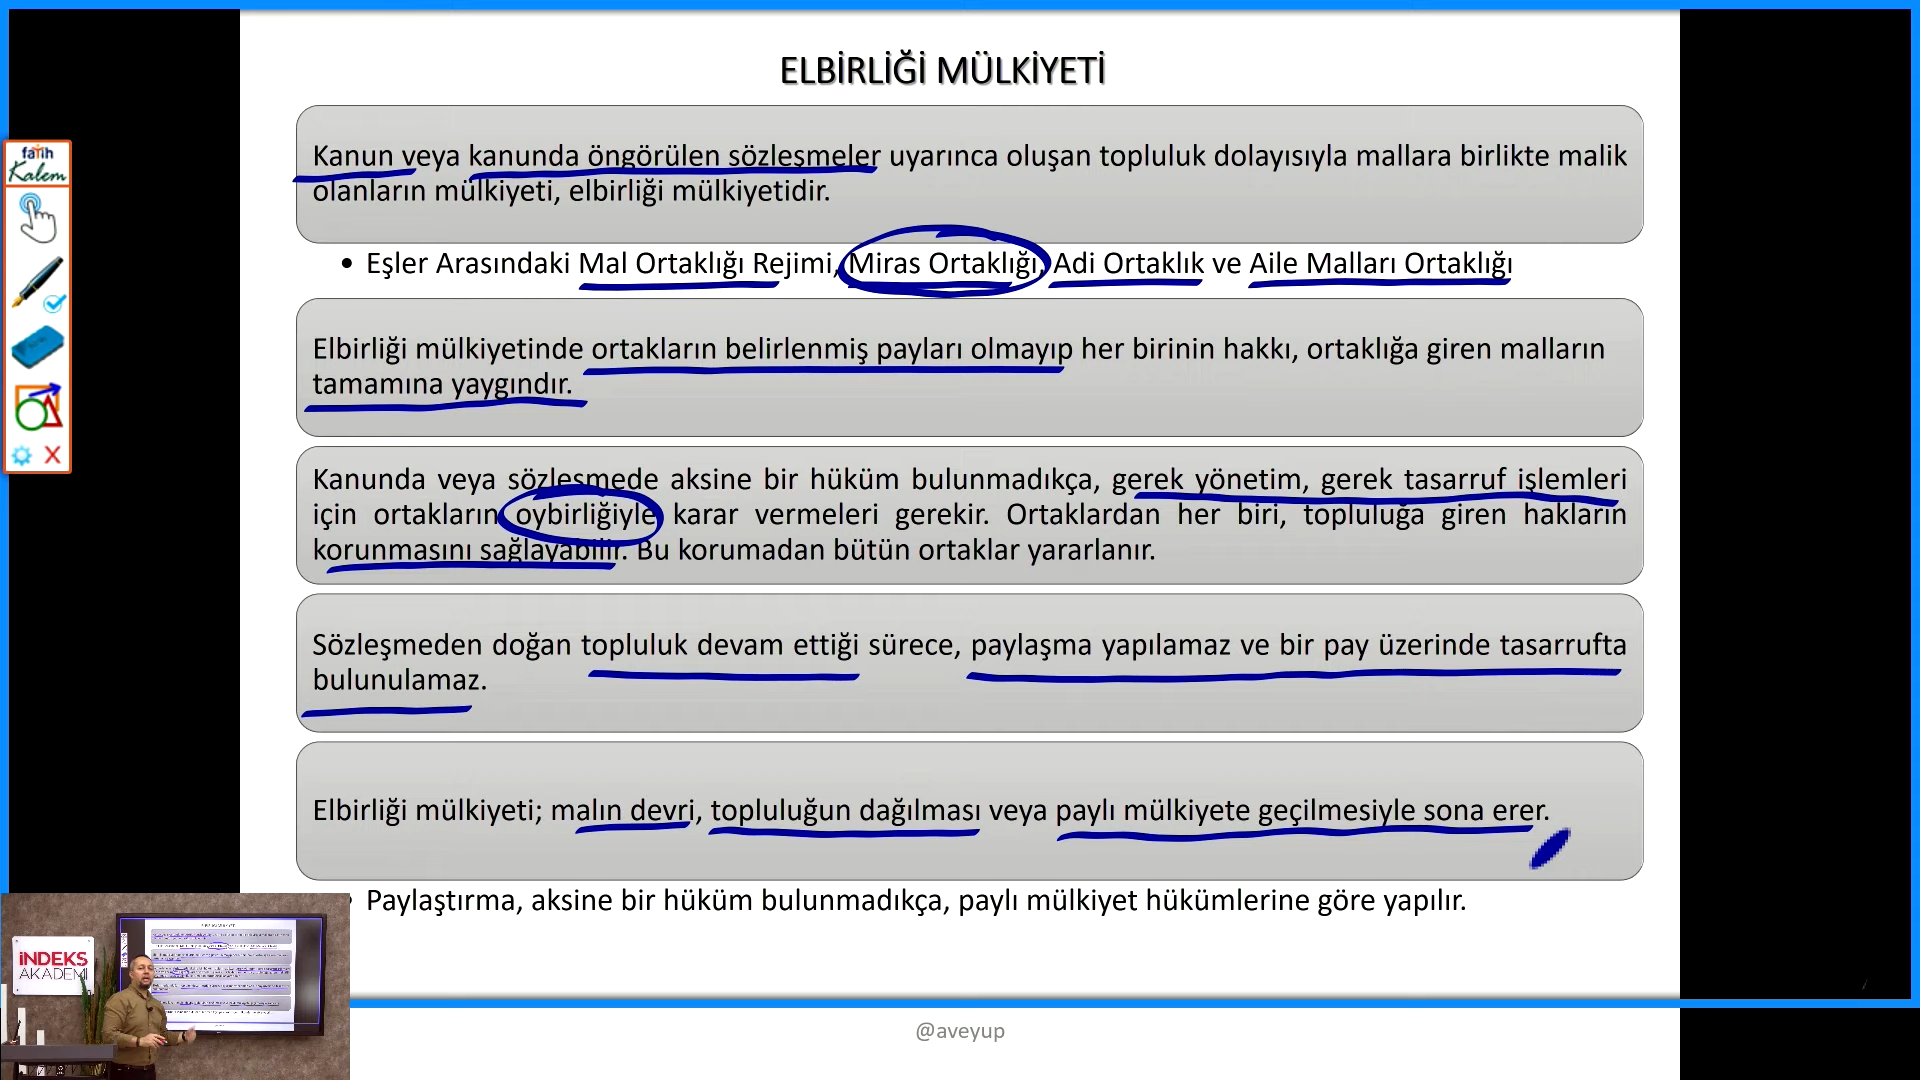 ELBİRLİĞİ MÜLKİYETİ
fatih
Kalem
Kanun veya kanunda öngörülen sözleşmeler uyarınca oluşan topluluk dolayısıyla mallara birlikte malik
olanların mülkiyeti, elbirliği mülkiyetidir.
• Eşler Arasındaki Mal Ortaklığı Rejimi, Miras Ortaklığı, Adi Ortaklık ve Aile Malları Ortaklığı
Elbirliği mülkiyetinde ortakların belirlenmiş payları olmayıp her birinin hakkı, ortaklığa giren malların
tamamına yaygındır.
Kanunda veya sözleşmede aksine bir hüküm bulunmadıkça, gerek yönetim, gerek tasarruf işlemleri
için ortakların oybirliğiyle karar vermeleri gerekir. Ortaklardan her biri, topluluğa giren hakların
korunmasını sağlayabilir. Bu korumadan bütün ortaklar yararlanır.
Sözleşmeden doğan topluluk devam ettiği sürece, paylaşma yapılamaz ve bir pay üzerinde tasarrufta
bulunulamaz.
Elbirliği mülkiyeti; malın devri, topluluğun dağılması veya paylı mülkiyete geçilmesiyle sona erer.
• Paylaştırma, aksine bir hüküm bulunmadıkça, paylı mülkiyet hükümlerine göre yapılır.
İNDEKS
AKADEMİ
@aveyup